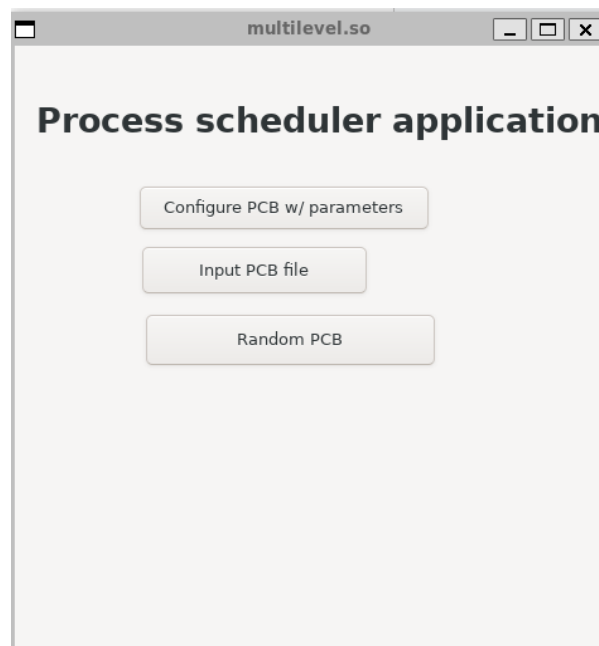 multilevel.so
Process scheduler application
Configure PCB w/ parameters
Input PCB file
Random PCB